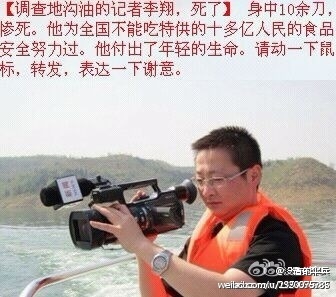 【调查地沟油的记者李翔，死了】 身中10余刀，
惨死。他为全国不能吃特供的十多亿人民的食品
安全努力过。他付出了年轻的生命。请动一下鼠
标，转发，表达一下谢意。